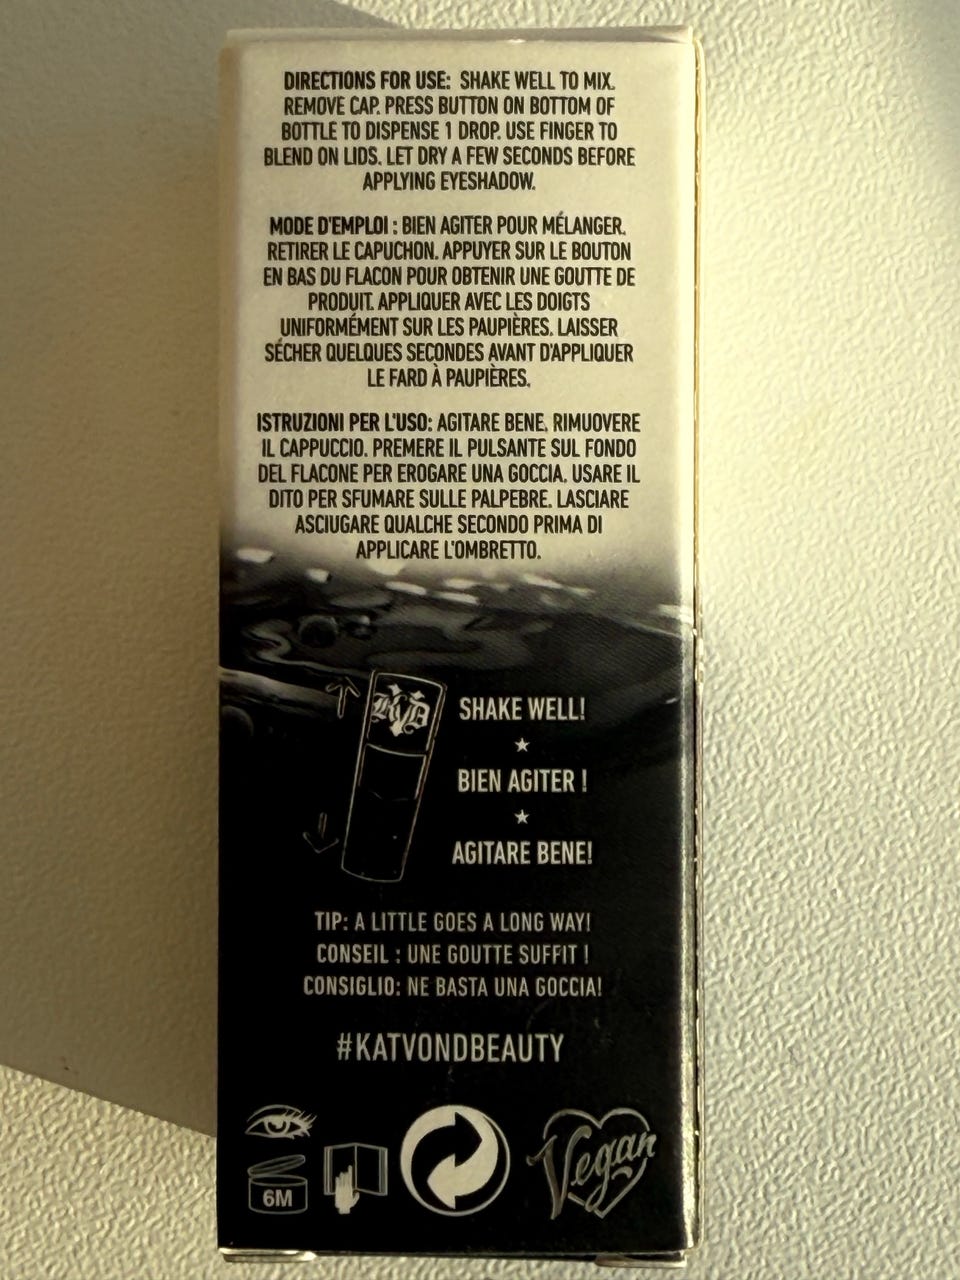 DIRECTIONS FOR USE: SHAKE WELL TO MIX.
REMOVE CAP. PRESS BUTTON ON BOTTOM OF
BOTTLE TO DISPENSE 1 DROP. USE FINGER TO
BLEND ON LIDS. LET DRY A FEW SECONDS BEFORE
APPLYING EYESHADOW.
MODE D'EMPLOI : BIEN AGITER POUR MÉLANGER.
RETIRER LE CAPUCHON. APPUYER SUR LE BOUTON
EN BAS DU FLACON POUR OBTENIR UNE GOUTTE DE
PRODUIT. APPLIQUER AVEC LES DOIGTS
UNIFORMÉMENT SUR LES PAUPIÈRES. LAISSER
SÉCHER QUELQUES SECONDES AVANT D'APPLIQUER
LE FARD À PAUPIÈRES.
ISTRUZIONI PER L'USO: AGITARE BENE. RIMUOVERE
IL CAPPUCCIO. PREMERE IL PULSANTE SUL FONDO
DEL FLACONE PER EROGARE UNA GOCCIA. USARE IL
DITO PER SFUMARE SULLE PALPEBRE. LASCIARE
ASCIUGARE QUALCHE SECONDO PRIMA DI
APPLICARE L'OMBRETTO.
KVD
SHAKE WELL!
BIEN AGITER !
AGITARE BENE!
TIP: A LITTLE GOES A LONG WAY!
CONSEIL : UNE GOUTTE SUFFIT !
CONSIGLIO: NE BASTA UNA GOCCIA!
#KATVONDBEAUTY
6M
Vegan